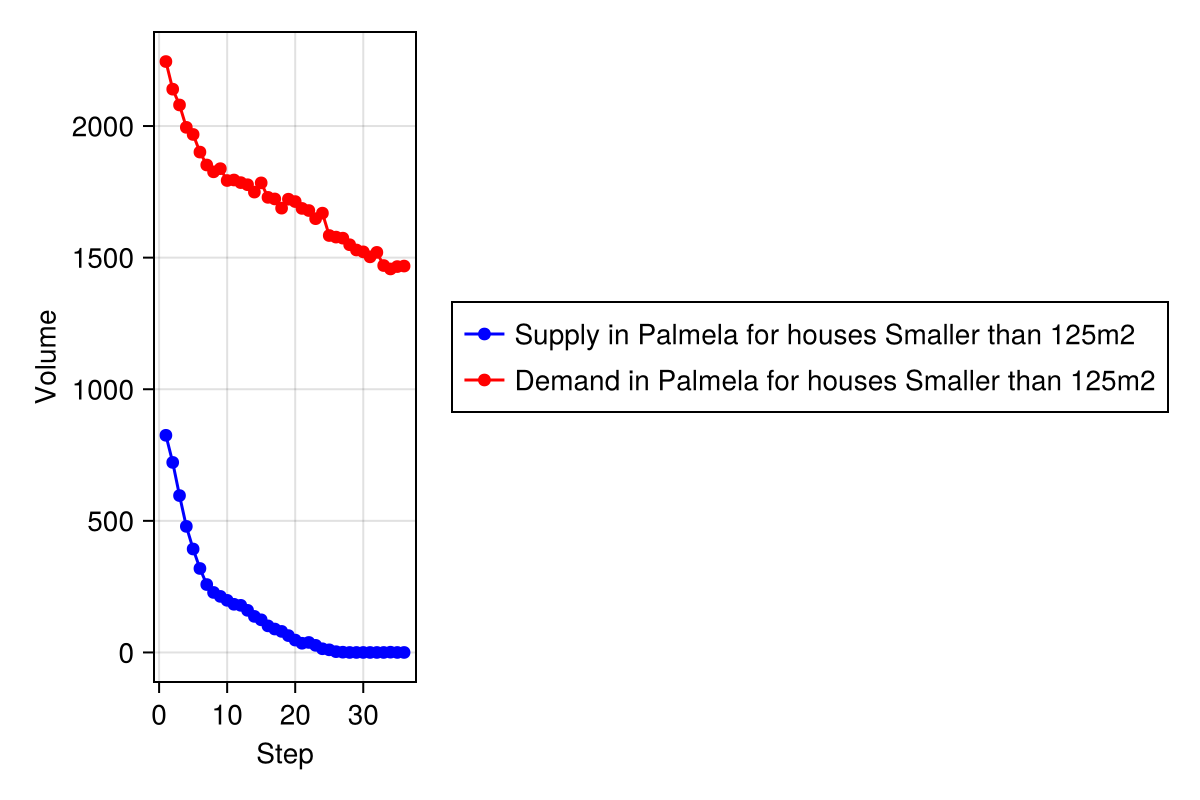 2000
1500
1000
500
0
Volume
0 10 20 30
Step
Supply in Palmela for houses Smaller than 125m2
Demand in Palmela for houses Smaller than 125m2